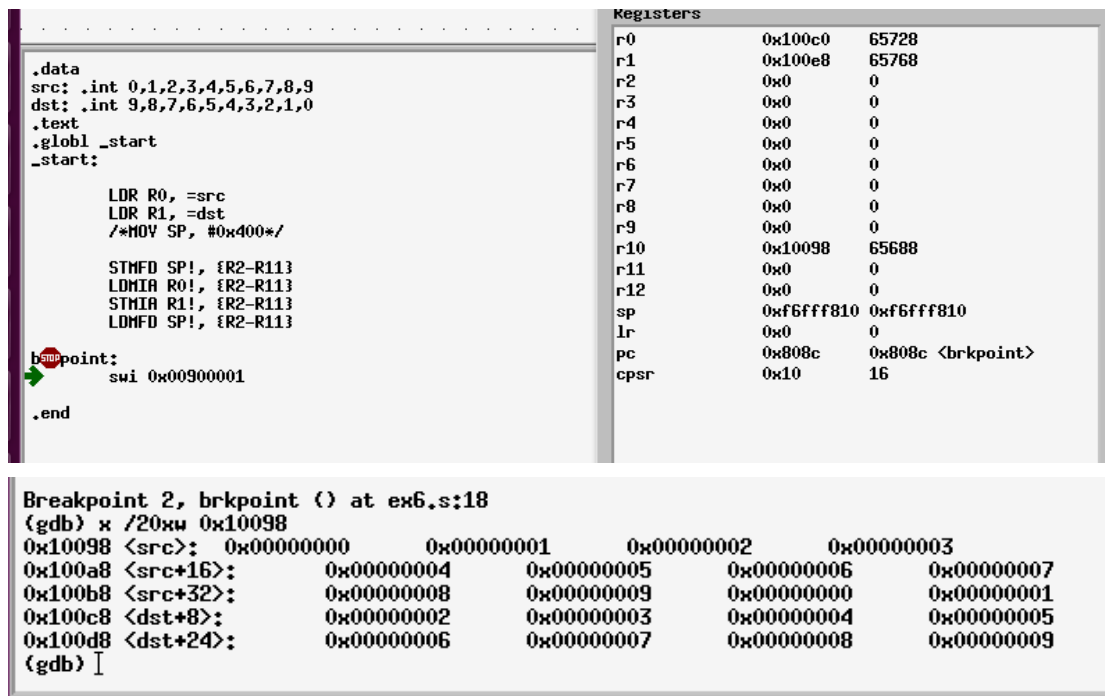 Registers
.data
src: .int 0,1,2,3,4,5,6,7,8,9
dst: .int 9,8,7,6,5,4,3,2,1,0
.text
.globl _start
_start:
LDR R0, =src
LDR R1, =dst
/*MOV SP, #0x400*/
STMFD SP!, {R2-R11}
LDMIA R0!, {R2-R11}
STMIA R1!, {R2-R11}
LDMFD SP!, {R2-R11}
b STOP point:
swi 0x00900001
.end
r0 0x100c0 65728
r1 0x100e8 65768
r2 0x0 0
r3 0x0 0
r4 0x0 0
r5 0x0 0
r6 0x0 0
r7 0x0 0
r8 0x0 0
r9 0x0 0
r10 0x10098 65688
r11 0x0 0
r12 0x0 0
sp 0xf6fff810 0xf6fff810
lr 0x0 0
pc 0x808c 0x808c <brkpoint>
cpsr 0x10 16
Breakpoint 2, brkpoint () at ex6.s:18
(gdb) x /20xw 0x10098
0x10098 <src>: 0x00000000 0x00000001 0x00000002 0x00000003
0x100a8 <src+16>: 0x00000004 0x00000005 0x00000006 0x00000007
0x100b8 <src+32>: 0x00000008 0x00000009 0x00000000 0x00000001
0x100c8 <dst+8>: 0x00000002 0x00000003 0x00000004 0x00000005
0x100d8 <dst+24>: 0x00000006 0x00000007 0x00000008 0x00000009
(gdb)